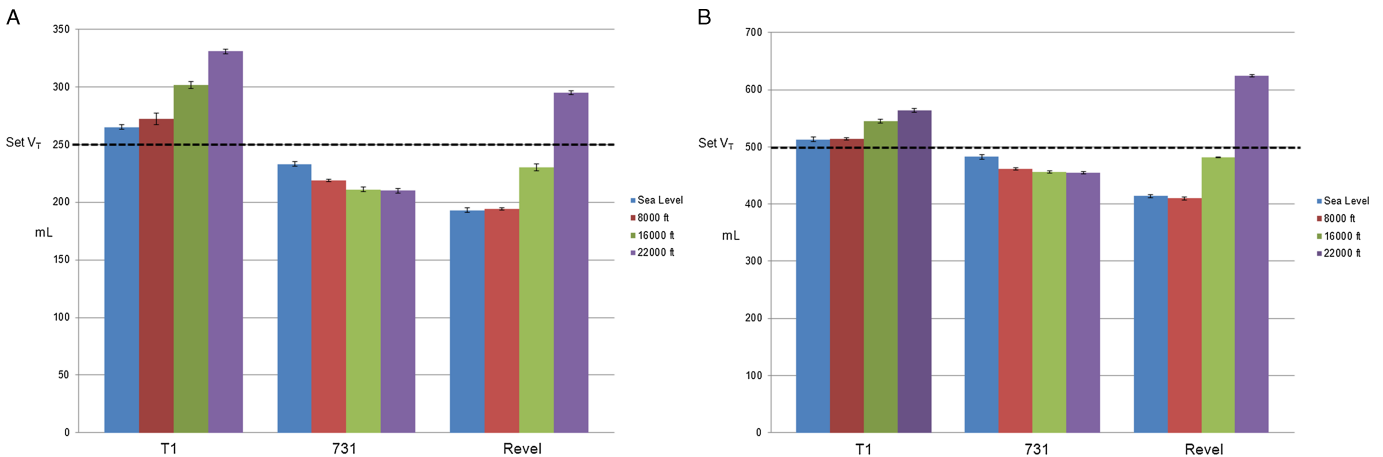 A
350
300
Set VT
250
200
mL
150
100
50
0
T1
731
Revel
Sea Level
8000 ft
16000 ft
22000 ft
B
700
600
Set VT
500
400
mL
300
200
100
0
T1
731
Revel
Sea Level
8000 ft
16000 ft
22000 ft